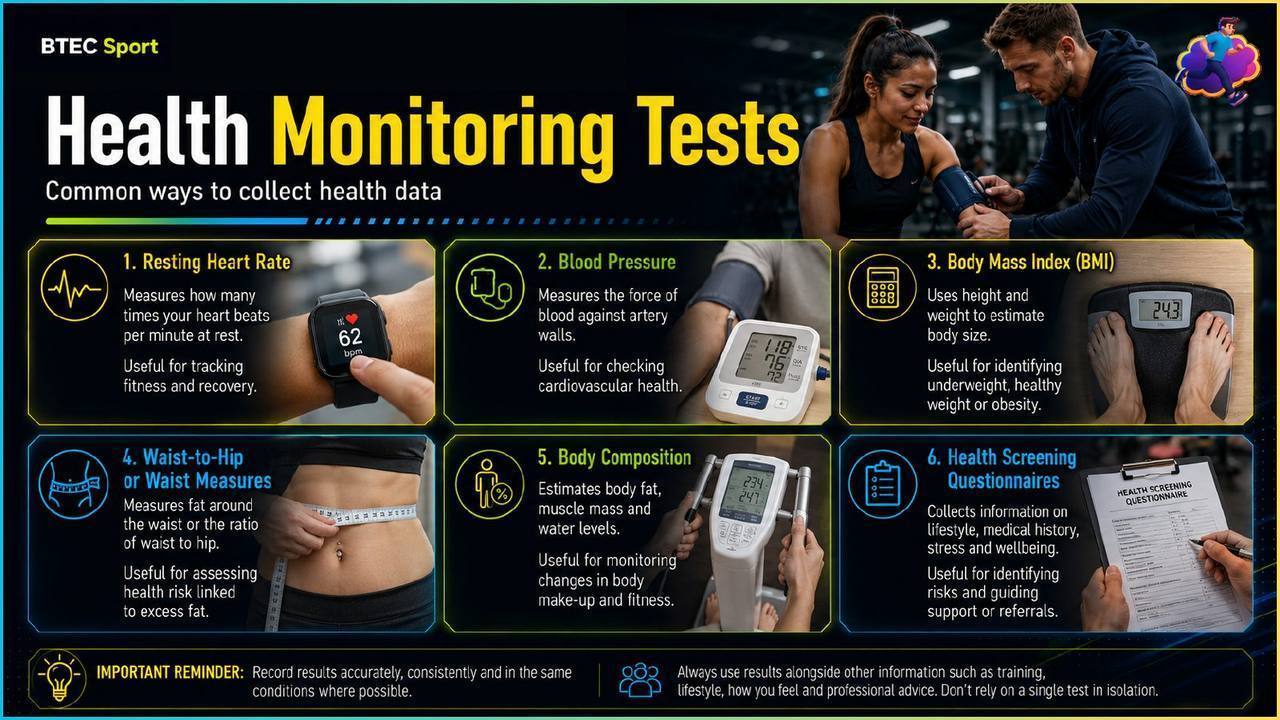 BTEC Sport
Health Monitoring Tests
Common ways to collect health data
1. Resting Heart Rate
Measures how many
times your heart beats
per minute at rest.
Useful for tracking
fitness and recovery.
62
bpm
2. Blood Pressure
Measures the force of
blood against artery
walls.
Useful for checking
cardiovascular health.
118
76
72
START
3. Body Mass Index (BMI)
Uses height and
weight to estimate
body size.
Useful for identifying
underweight, healthy
weight or obesity.
24.3
4. Waist-to-Hip
or Waist Measures
Measures fat around
the waist or the ratio
of waist to hip.
Useful for assessing
health risk linked
to excess fat.
5. Body Composition
Estimates body fat,
muscle mass and
water levels.
Useful for monitoring
changes in body
make-up and fitness.
6. Health Screening
Questionnaires
Collects information on
lifestyle, medical history,
stress and wellbeing.
Useful for identifying
risks and guiding
support or referrals.
HEALTH SCREENING
QUESTIONNAIRE
IMPORTANT REMINDER: Record results accurately, consistently and in the same
conditions where possible.
Always use results alongside other information such as training,
lifestyle, how you feel and professional advice. Don't rely on a single test in isolation.